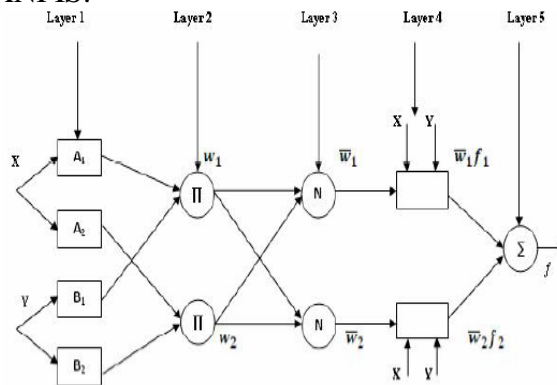 ANFIS.
Layer 1 Layer 2 Layer 3 Layer 4 Layer 5
X Y
X A₁ w₁ w̅₁ w̅₁f₁
Π N
A₂
Σ
f
Y B₁
Π N
B₂ w₂ w̅₂ w̅₂f₂
X Y